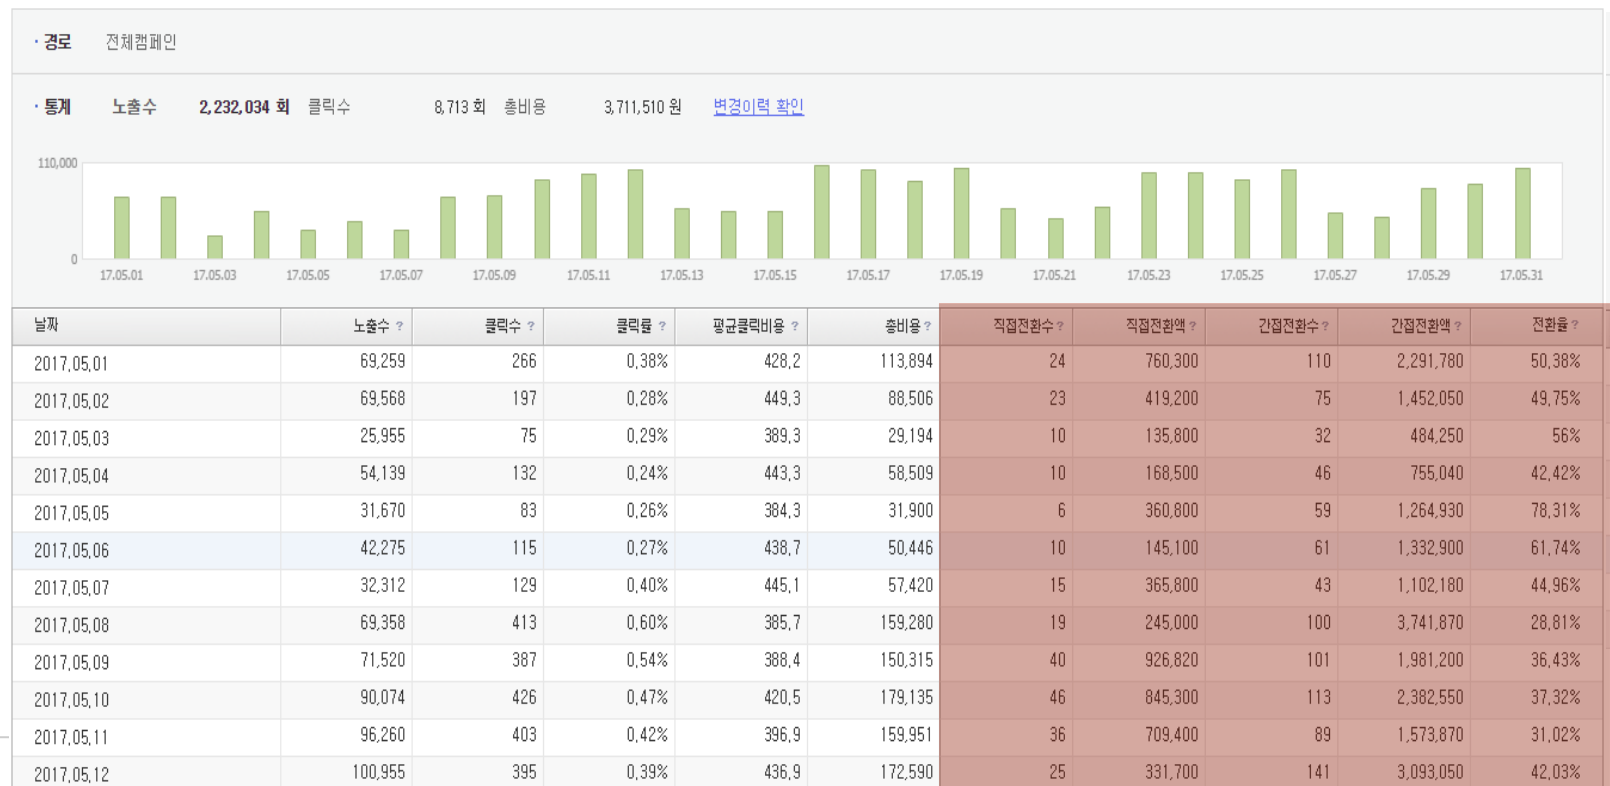 · 경로 전체캠페인
· 통계 노출수 2,232,034 회 클릭수 8,713 회 총비용 3,711,510 원 변경이력 확인
110,000
0
17.05.01 17.05.03 17.05.05 17.05.07 17.05.09 17.05.11 17.05.13 17.05.15 17.05.17 17.05.19 17.05.21 17.05.23 17.05.25 17.05.27 17.05.29 17.05.31
날짜 노출수 ? 클릭수 ? 클릭률 ? 평균클릭비용 ? 총비용 ? 직접전환수 ? 직접전환액 ? 간접전환수 ? 간접전환액 ? 전환율 ?
2017.05.01 69,259 266 0.38% 428.2 113,894 24 760,300 110 2,291,780 50.38%
2017.05.02 69,568 197 0.28% 449.3 88,506 23 419,200 75 1,452,050 49.75%
2017.05.03 25,955 75 0.29% 389.3 29,194 10 135,800 32 484,250 56%
2017.05.04 54,139 132 0.24% 443.3 58,509 10 168,500 46 755,040 42.42%
2017.05.05 31,670 83 0.26% 384.3 31,900 6 360,800 59 1,264,930 78.31%
2017.05.06 42,275 115 0.27% 438.7 50,446 10 145,100 61 1,332,900 61.74%
2017.05.07 32,312 129 0.40% 445.1 57,420 15 365,800 43 1,102,180 44.96%
2017.05.08 69,358 413 0.60% 385.7 159,280 19 245,000 100 3,741,870 28.81%
2017.05.09 71,520 387 0.54% 388.4 150,315 40 926,820 101 1,981,200 36.43%
2017.05.10 90,074 426 0.47% 420.5 179,135 46 845,300 113 2,382,550 37.32%
2017.05.11 96,260 403 0.42% 396.9 159,951 36 709,400 89 1,573,870 31.02%
2017.05.12 100,955 395 0.39% 436.9 172,590 25 331,700 141 3,093,050 42.03%